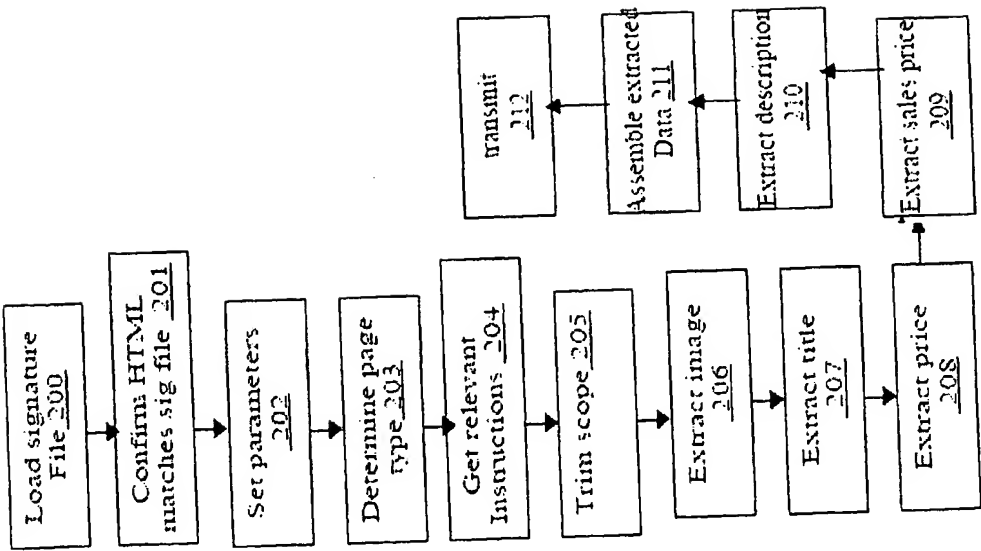 Load signature
File 200
Confirm HTML
matches sig file 201
Set parameters
202
Determine page
type 203
Get relevant
Instructions 204
Trim scope 205
Extract image
206
Extract title
207
Extract price
208
Extract sales price
209
Extract description
210
Assemble extracted
Data 211
transmit
212